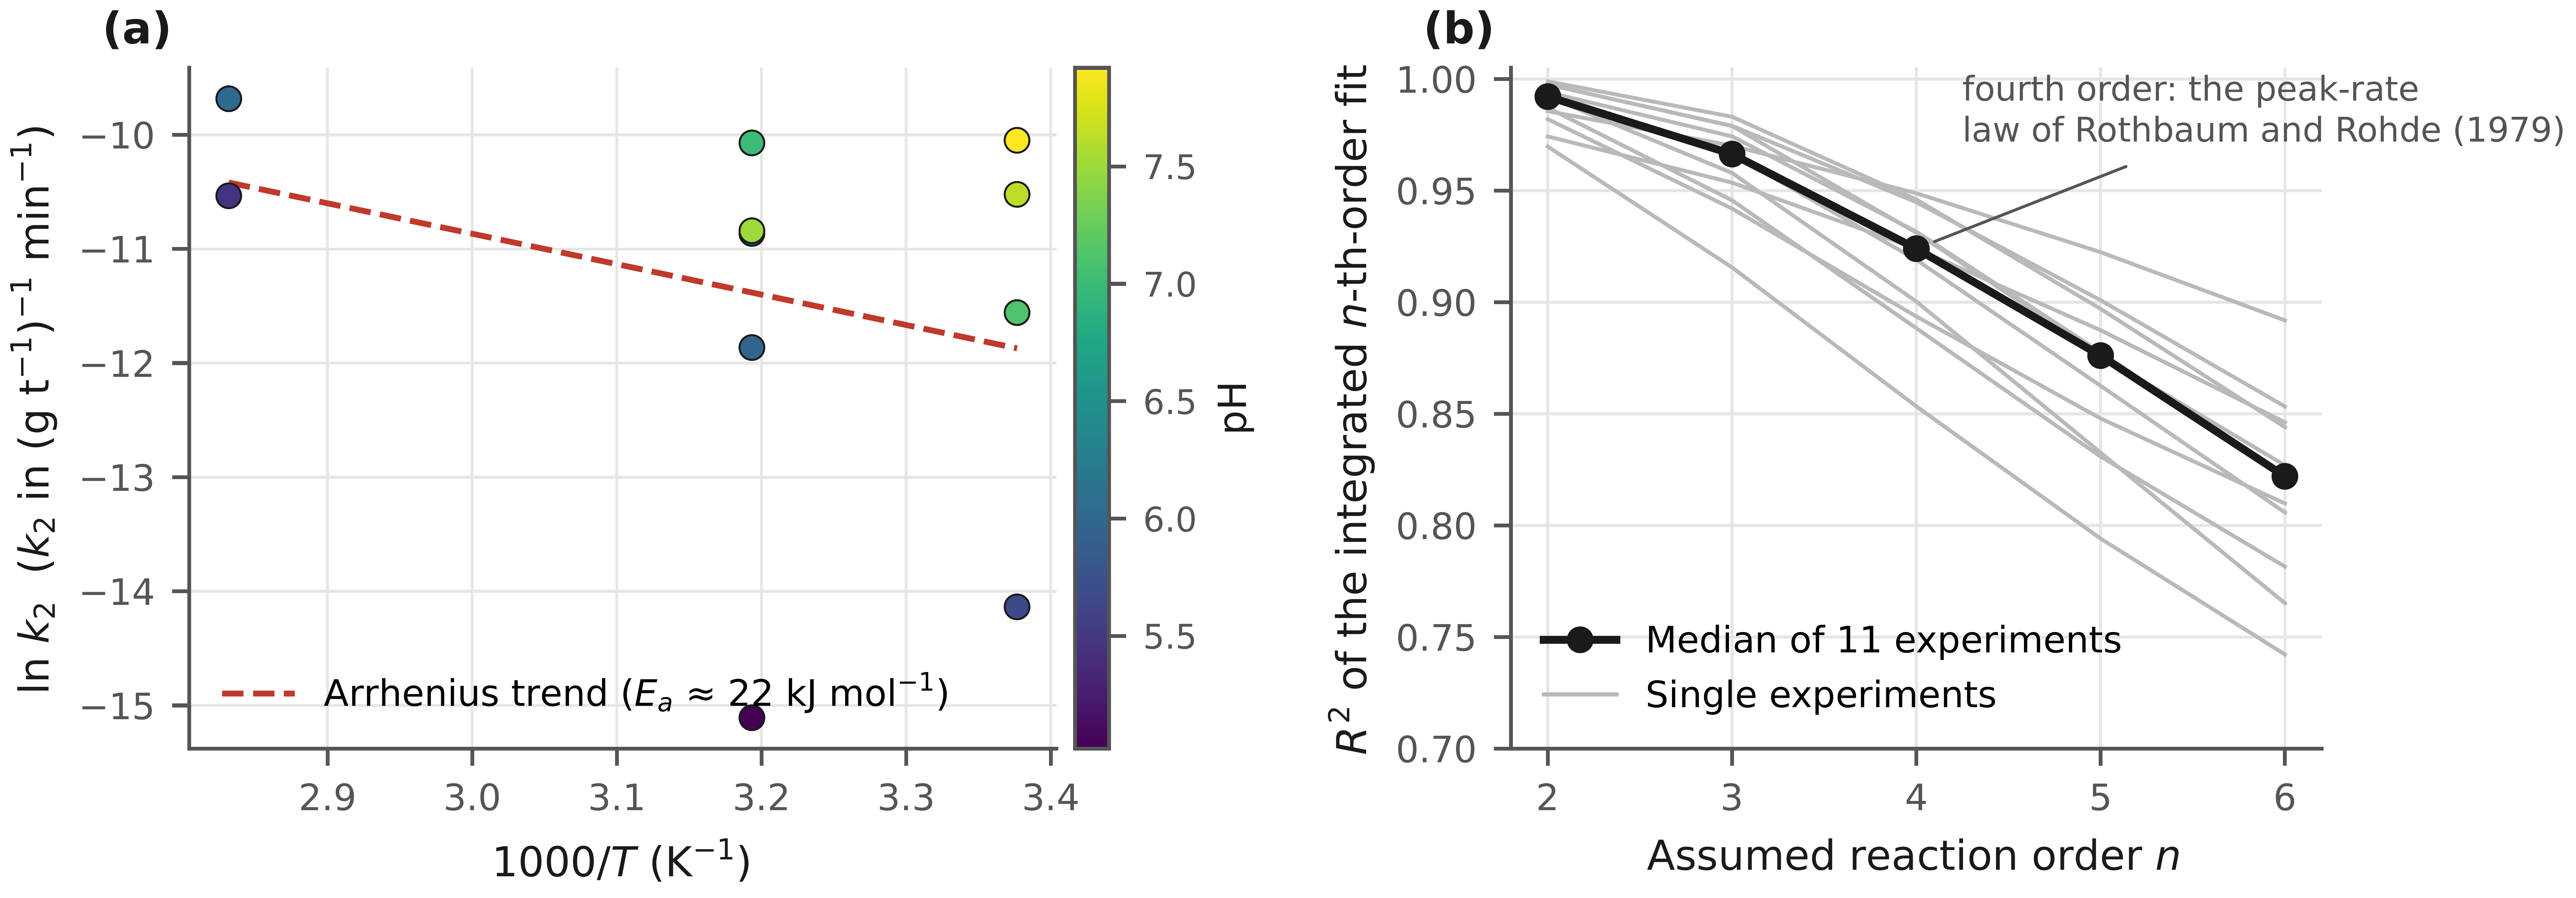 (a)
ln k₂ (k₂ in (g t⁻¹)⁻¹ min⁻¹)
−10
−11
−12
−13
−14
−15
Arrhenius trend (Eₐ ≈ 22 kJ mol⁻¹)
2.9 3.0 3.1 3.2 3.3 3.4
1000/T (K⁻¹)
7.5
7.0
6.5
6.0
5.5
pH
(b)
R² of the integrated n-th-order fit
1.00
0.95
0.90
0.85
0.80
0.75
0.70
fourth order: the peak-rate
law of Rothbaum and Rohde (1979)
Median of 11 experiments
Single experiments
2 3 4 5 6
Assumed reaction order n